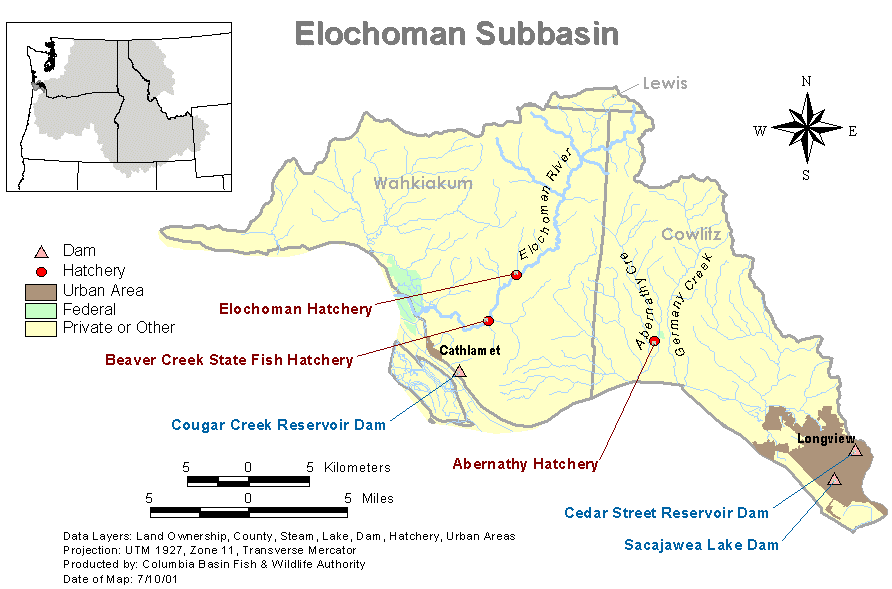 Elochoman Subbasin
Lewis
N
W
E
S
Wahkiakum
Elochoman River
Cowlitz
Abernathy Cre
Germany Creek
Dam
Hatchery
Urban Area
Federal
Private or Other
Elochoman Hatchery
Beaver Creek State Fish Hatchery
Cathlamet
Cougar Creek Reservoir Dam
Longview
Abernathy Hatchery
Cedar Street Reservoir Dam
Sacajawea Lake Dam
5 0 5 Kilometers
5 0 5 Miles
Data Layers: Land Ownership, County, Steam, Lake, Dam, Hatchery, Urban Areas
Projection: UTM 1927, Zone 11, Transverse Mercator
Producted by: Columbia Basin Fish & Wildlife Authority
Date of Map: 7/10/01